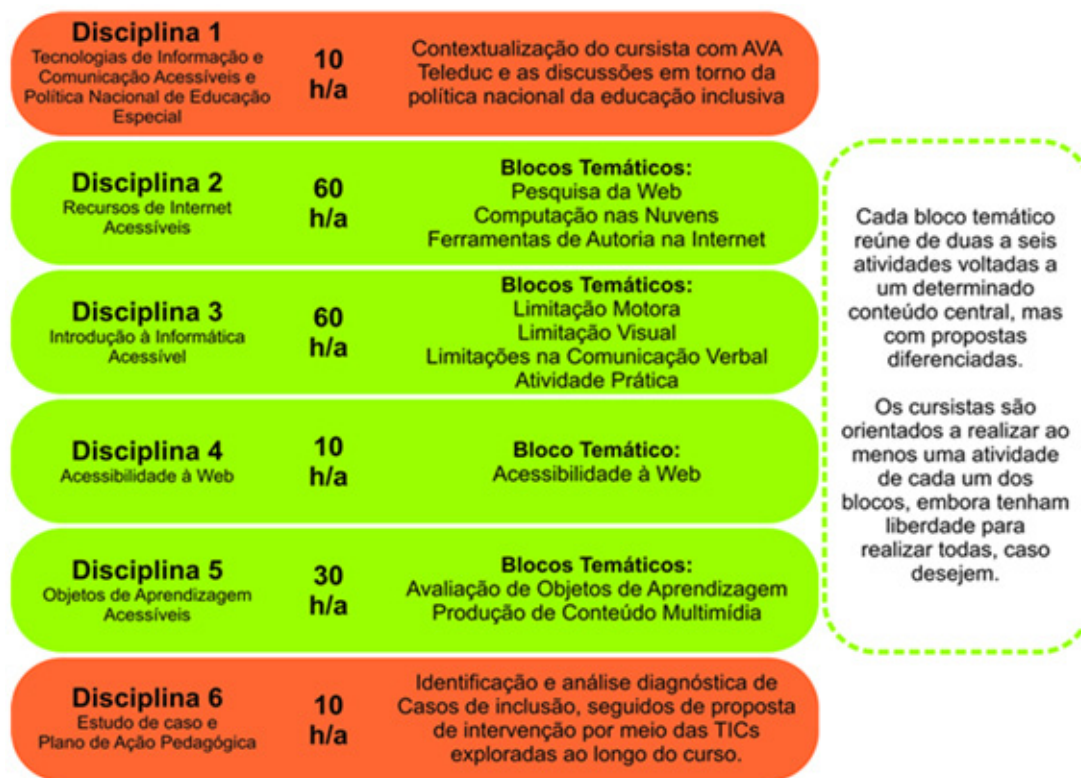 Disciplina 1
Tecnologias de Informação e
Comunicação Acessíveis e
Política Nacional de Educação
Especial
10
h/a
Contextualização do cursista com AVA
Teleduc e as discussões em torno da
política nacional da educação inclusiva
Disciplina 2
Recursos de Internet
Acessíveis
60
h/a
Blocos Temáticos:
Pesquisa da Web
Computação nas Nuvens
Ferramentas de Autoria na Internet
Disciplina 3
Introdução à Informática
Acessível
60
h/a
Blocos Temáticos:
Limitação Motora
Limitação Visual
Limitações na Comunicação Verbal
Atividade Prática
Disciplina 4
Acessibilidade à Web
10
h/a
Bloco Temático:
Acessibilidade à Web
Disciplina 5
Objetos de Aprendizagem
Acessíveis
30
h/a
Blocos Temáticos:
Avaliação de Objetos de Aprendizagem
Produção de Conteúdo Multimídia
Disciplina 6
Estudo de caso e
Plano de Ação Pedagógica
10
h/a
Identificação e análise diagnóstica de
Casos de inclusão, seguidos de proposta
de intervenção por meio das TICs
exploradas ao longo do curso.
Cada bloco temático
reúne de duas a seis
atividades voltadas a
um determinado
conteúdo central, mas
com propostas
diferenciadas.
Os cursistas são
orientados a realizar ao
menos uma atividade
de cada um dos
blocos, embora tenham
liberdade para
realizar todas, caso
desejem.